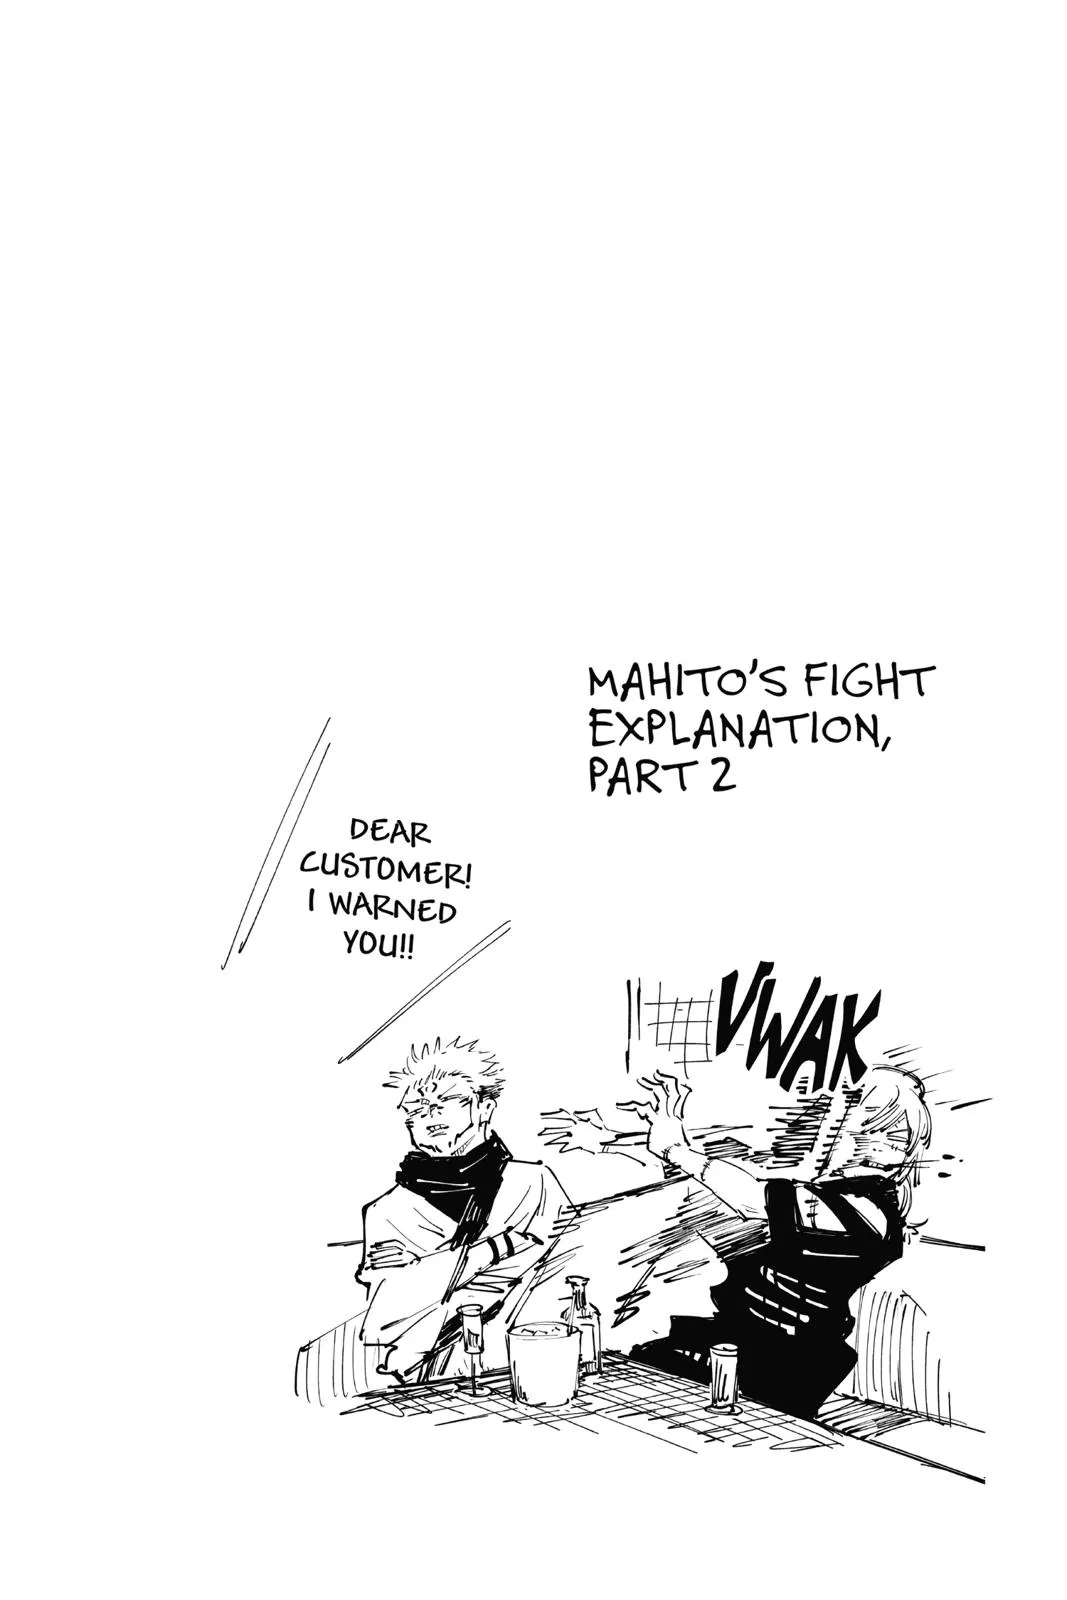 MAHITO'S FIGHT
EXPLANATION,
PART 2
DEAR
CUSTOMER!
I WARNED
YOU!!
VWAK